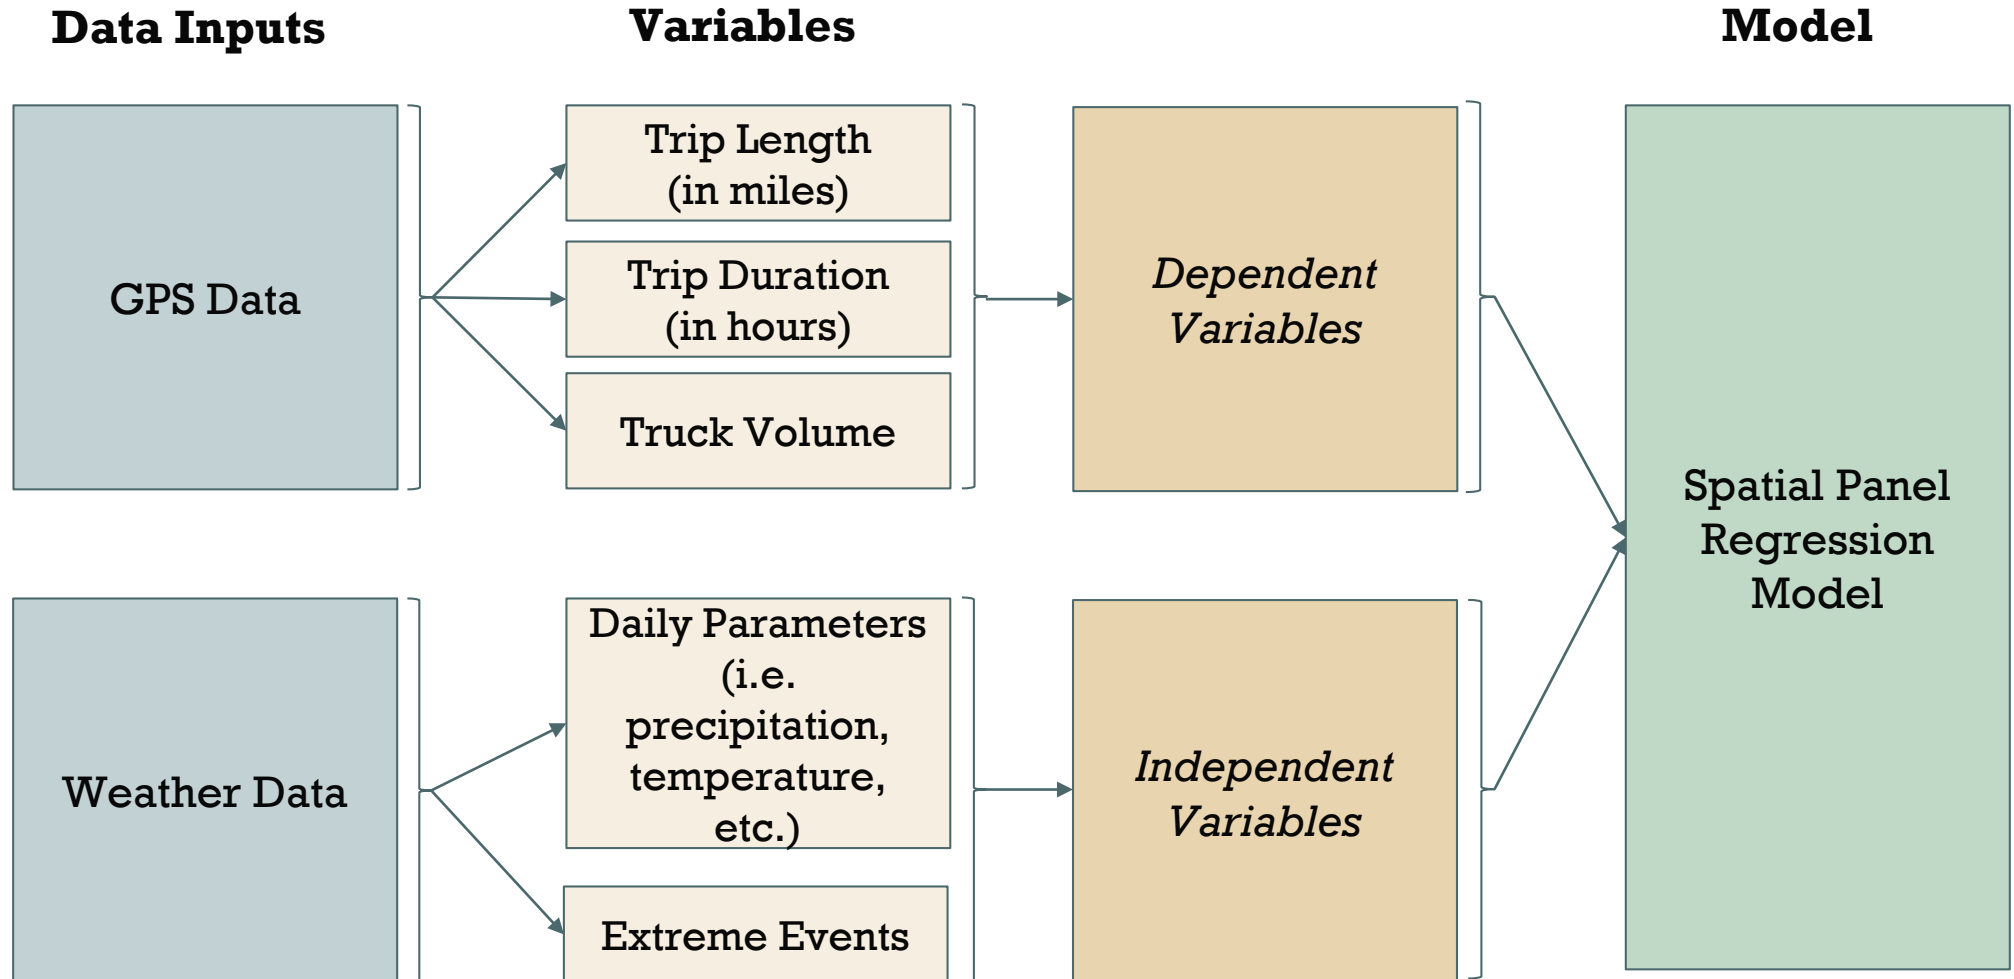 Data Inputs
Variables
Model
GPS Data
Trip Length
(in miles)
Trip Duration
(in hours)
Truck Volume
Dependent
Variables
Spatial Panel
Regression
Model
Weather Data
Daily Parameters
(i.e.
precipitation,
temperature,
etc.)
Extreme Events
Independent
Variables